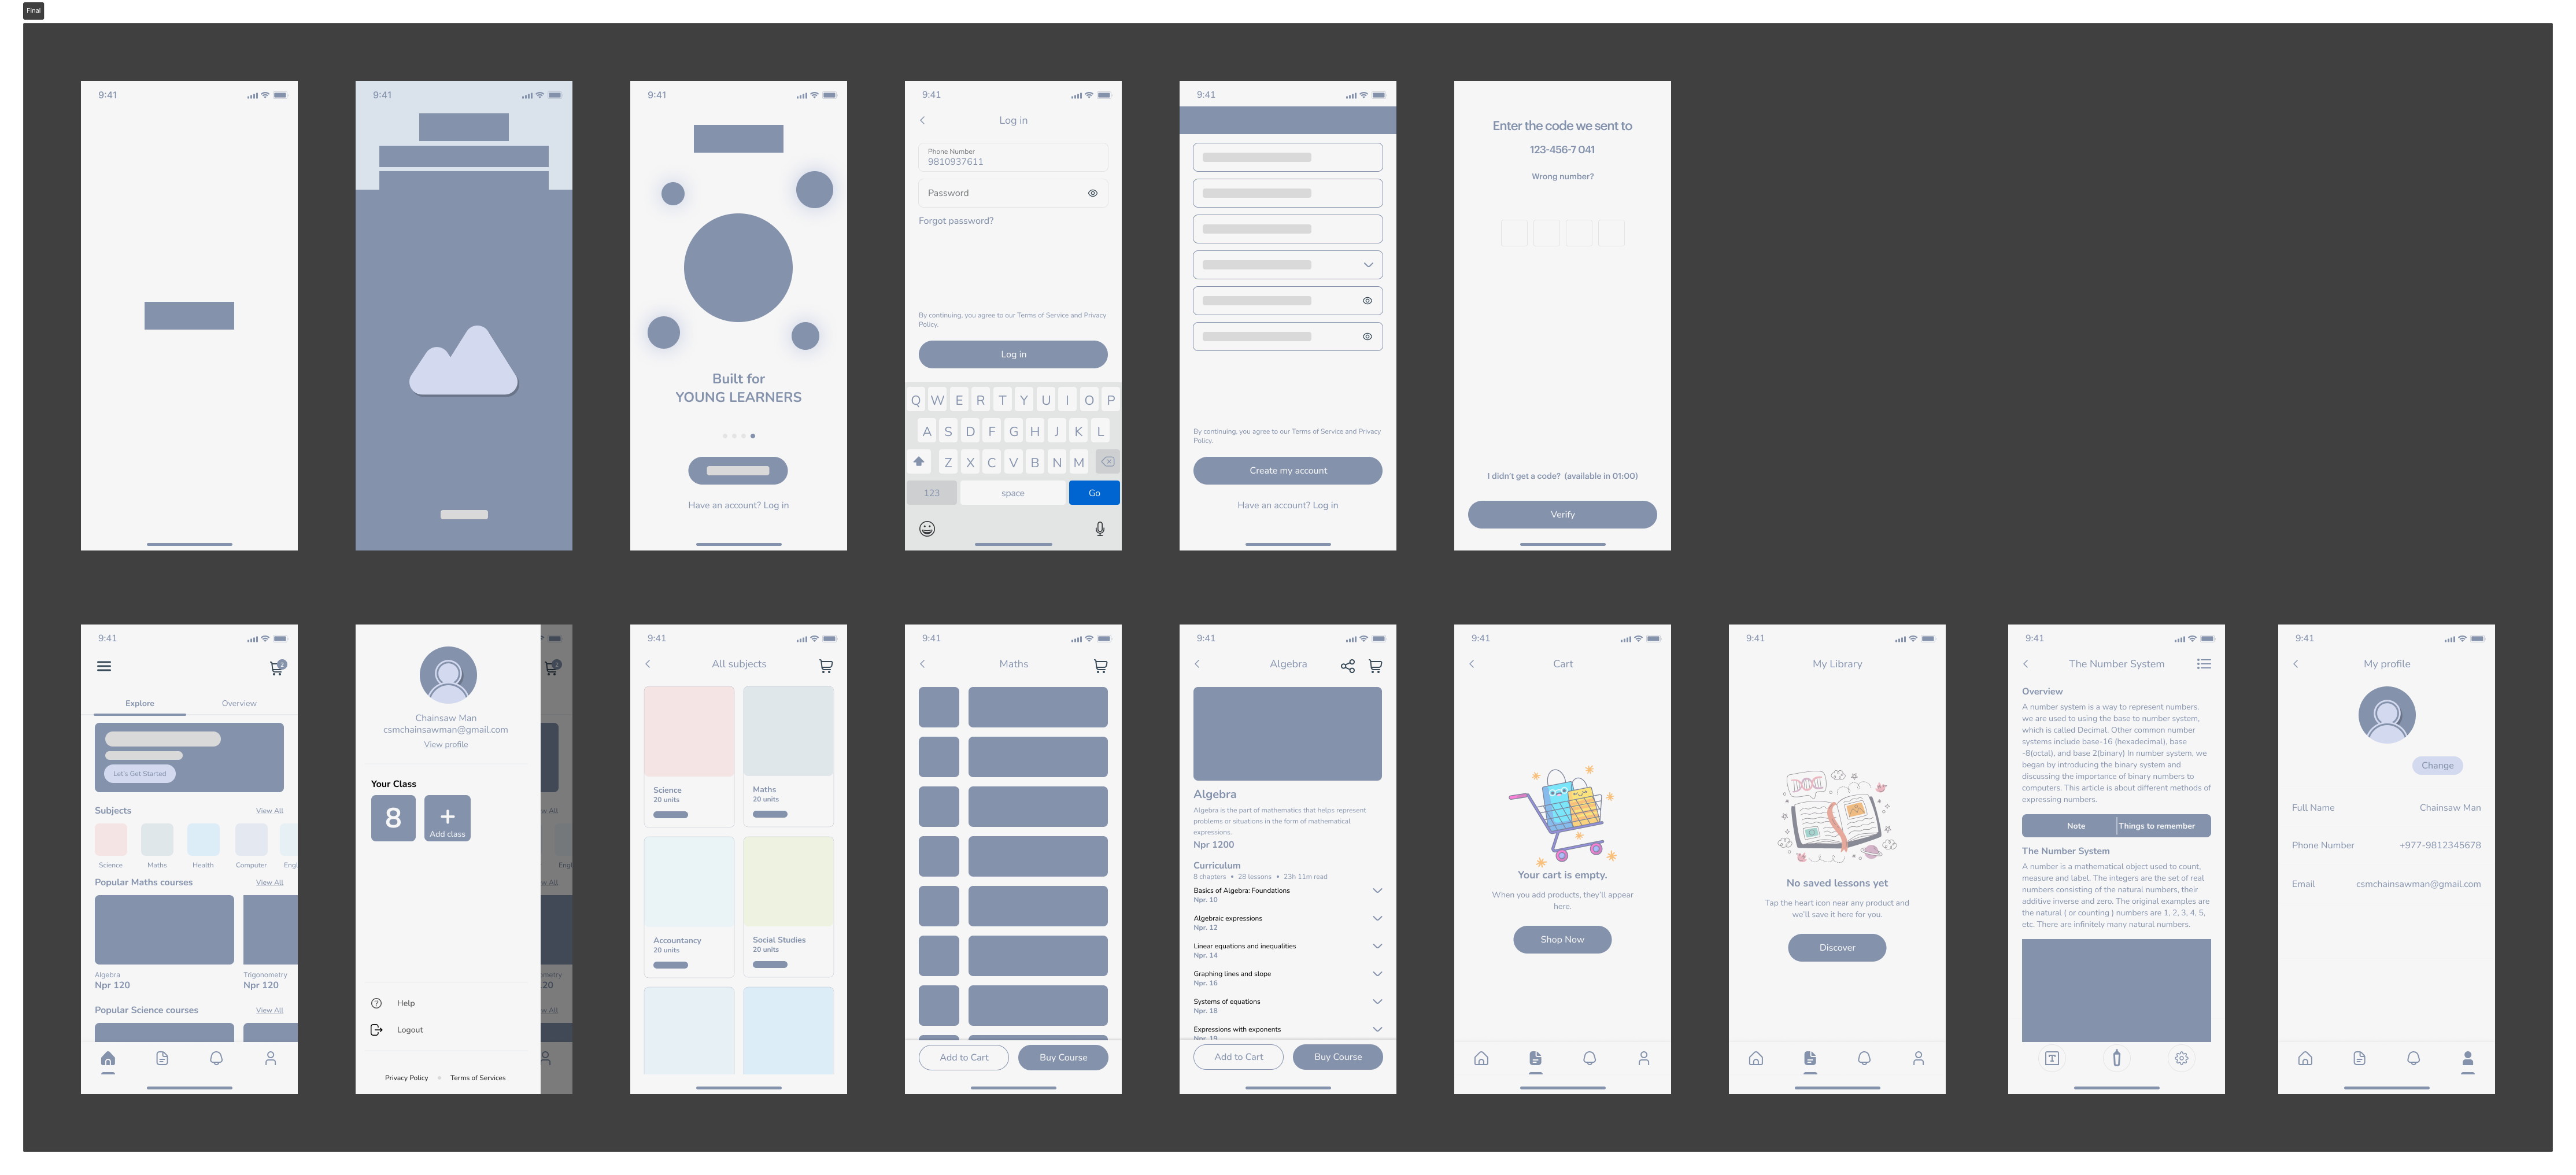 Final
9:41
9:41
9:41
Built for
YOUNG LEARNERS
Have an account? Log in
9:41
Log in
Phone Number
9810937611
Password
Forgot password?
By continuing, you agree to our Terms of Service and Privacy
Policy.
Log in
Q W E R T Y U I O P
A S D F G H J K L
Z X C V B N M
123 space Go
9:41
By continuing, you agree to our Terms of Service and Privacy
Policy.
Create my account
Have an account? Log in
Enter the code we sent to
123-456-7 041
Wrong number?
I didn't get a code? (available in 01:00)
Verify
9:41
2
Explore Overview
Let's Get Started
Subjects View All
Science Maths Health Computer Engl
Popular Maths courses View All
Algebra Trigonometry
Npr 120 Npr 120
Popular Science courses View All
Chainsaw Man
csmchainsawman@gmail.com
View profile
Your Class
8 +
Add class
Help
Logout
Privacy Policy Terms of Services
ew All
Engl
ew All
metry
120
ew All
9:41
All subjects
Science Maths
20 units 20 units
Accountancy Social Studies
20 units 20 units
9:41
Maths
Add to Cart Buy Course
9:41
Algebra
Algebra
Algebra is the part of mathematics that helps represent
problems or situations in the form of mathematical
expressions.
Npr 1200
Curriculum
8 chapters • 28 lessons • 23h 11m read
Basics of Algebra: Foundations
Npr. 10
Algebraic expressions
Npr. 12
Linear equations and inequalities
Npr. 14
Graphing lines and slope
Npr. 16
Systems of equations
Npr. 18
Expressions with exponents
Npr. 19
Add to Cart Buy Course
9:41
Cart
Your cart is empty.
When you add products, they'll appear
here.
Shop Now
9:41
My Library
No saved lessons yet
Tap the heart icon near any product and
we'll save it here for you.
Discover
9:41
The Number System
Overview
A number system is a way to represent numbers.
we are used to using the base to number system,
which is called Decimal. Other common number
systems include base-16 (hexadecimal), base
-8(octal), and base 2(binary) In number system, we
began by introducing the binary system and
discussing the importance of binary numbers to
computers. This article is about different methods of
expressing numbers.
Note Things to remember
The Number System
A number is a mathematical object used to count,
measure and label. The integers are the set of real
numbers consisting of the natural numbers, their
additive inverse and zero. The original examples are
the natural ( or counting ) numbers are 1, 2, 3, 4, 5,
etc. There are infinitely many natural numbers.
9:41
My profile
Change
Full Name Chainsaw Man
Phone Number +977-9812345678
Email csmchainsawman@gmail.com